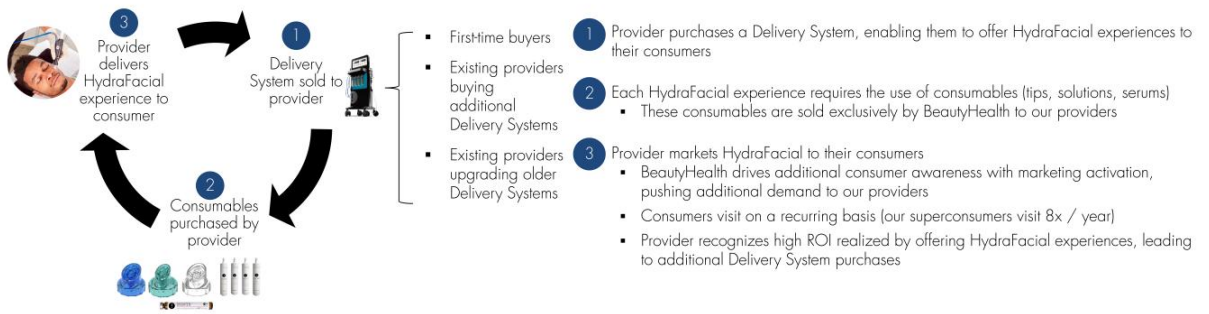 3
Provider
delivers
HydraFacial
experience to
consumer
1
Delivery
System sold to
provider
2
Consumables
purchased by
provider
▪ First-time buyers
▪ Existing providers
buying
additional
Delivery Systems
▪ Existing providers
upgrading older
Delivery Systems
1 Provider purchases a Delivery System, enabling them to offer HydraFacial experiences to
their consumers
2 Each HydraFacial experience requires the use of consumables (tips, solutions, serums)
▪ These consumables are sold exclusively by BeautyHealth to our providers
3 Provider markets HydraFacial to their consumers
▪ BeautyHealth drives additional consumer awareness with marketing activation,
pushing additional demand to our providers
▪ Consumers visit on a recurring basis (our superconsumers visit 8x / year)
▪ Provider recognizes high ROI realized by offering HydraFacial experiences, leading
to additional Delivery System purchases